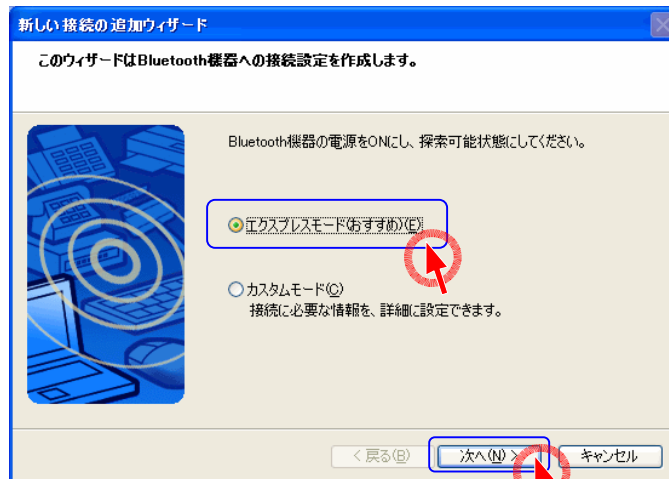 新しい接続の追加ウィザード
このウィザードはBluetooth機器への接続設定を作成します。
Bluetooth機器の電源をONにし、探索可能状態にしてください。
エクスプレスモード(おすすめ)(E)
カスタムモード(C)
接続に必要な情報を、詳細に設定できます。
< 戻る(B) 次へ(N) > キャンセル